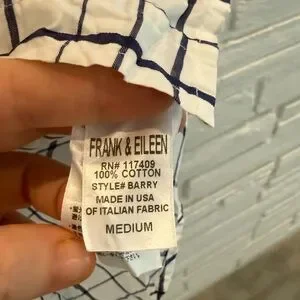 FRANK & EILEEN
RN# 117409
100% COTTON
STYLE# BARRY
MADE IN USA
OF ITALIAN FABRIC
MEDIUM